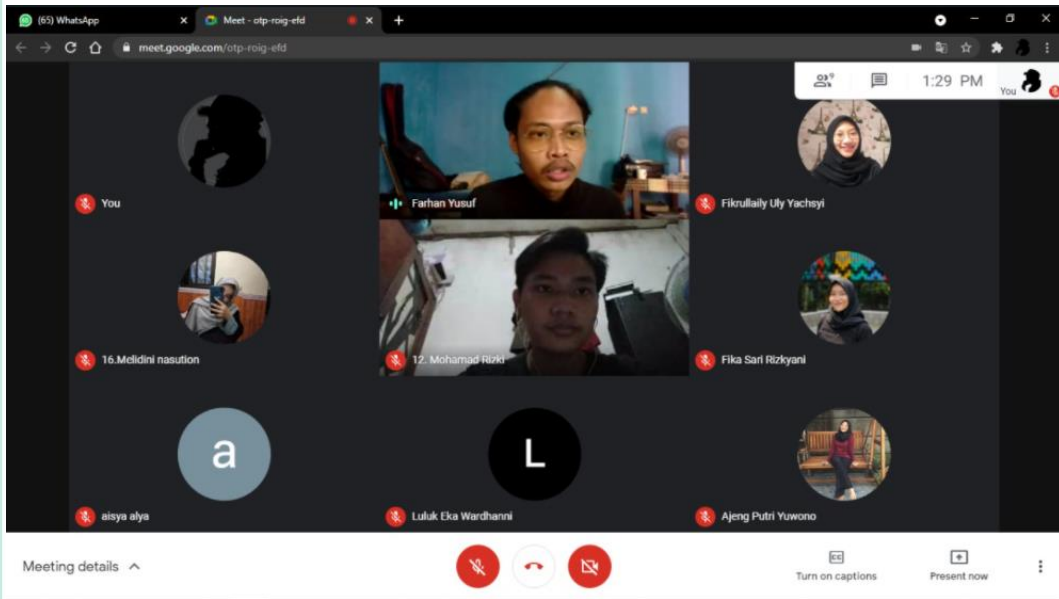 (65) WhatsApp
Meet - otp-roig-efd
meet.google.com/otp-roig-efd
1:29 PM
You
You
Farhan Yusuf
Fikrullaily Uly Yachsyi
16.Melidini nasution
12. Mohamad Rizki
Fika Sari Rizkyani
a
L
aisya alya
Luluk Eka Wardhanni
Ajeng Putri Yuwono
Meeting details
CC
Turn on captions
Present now